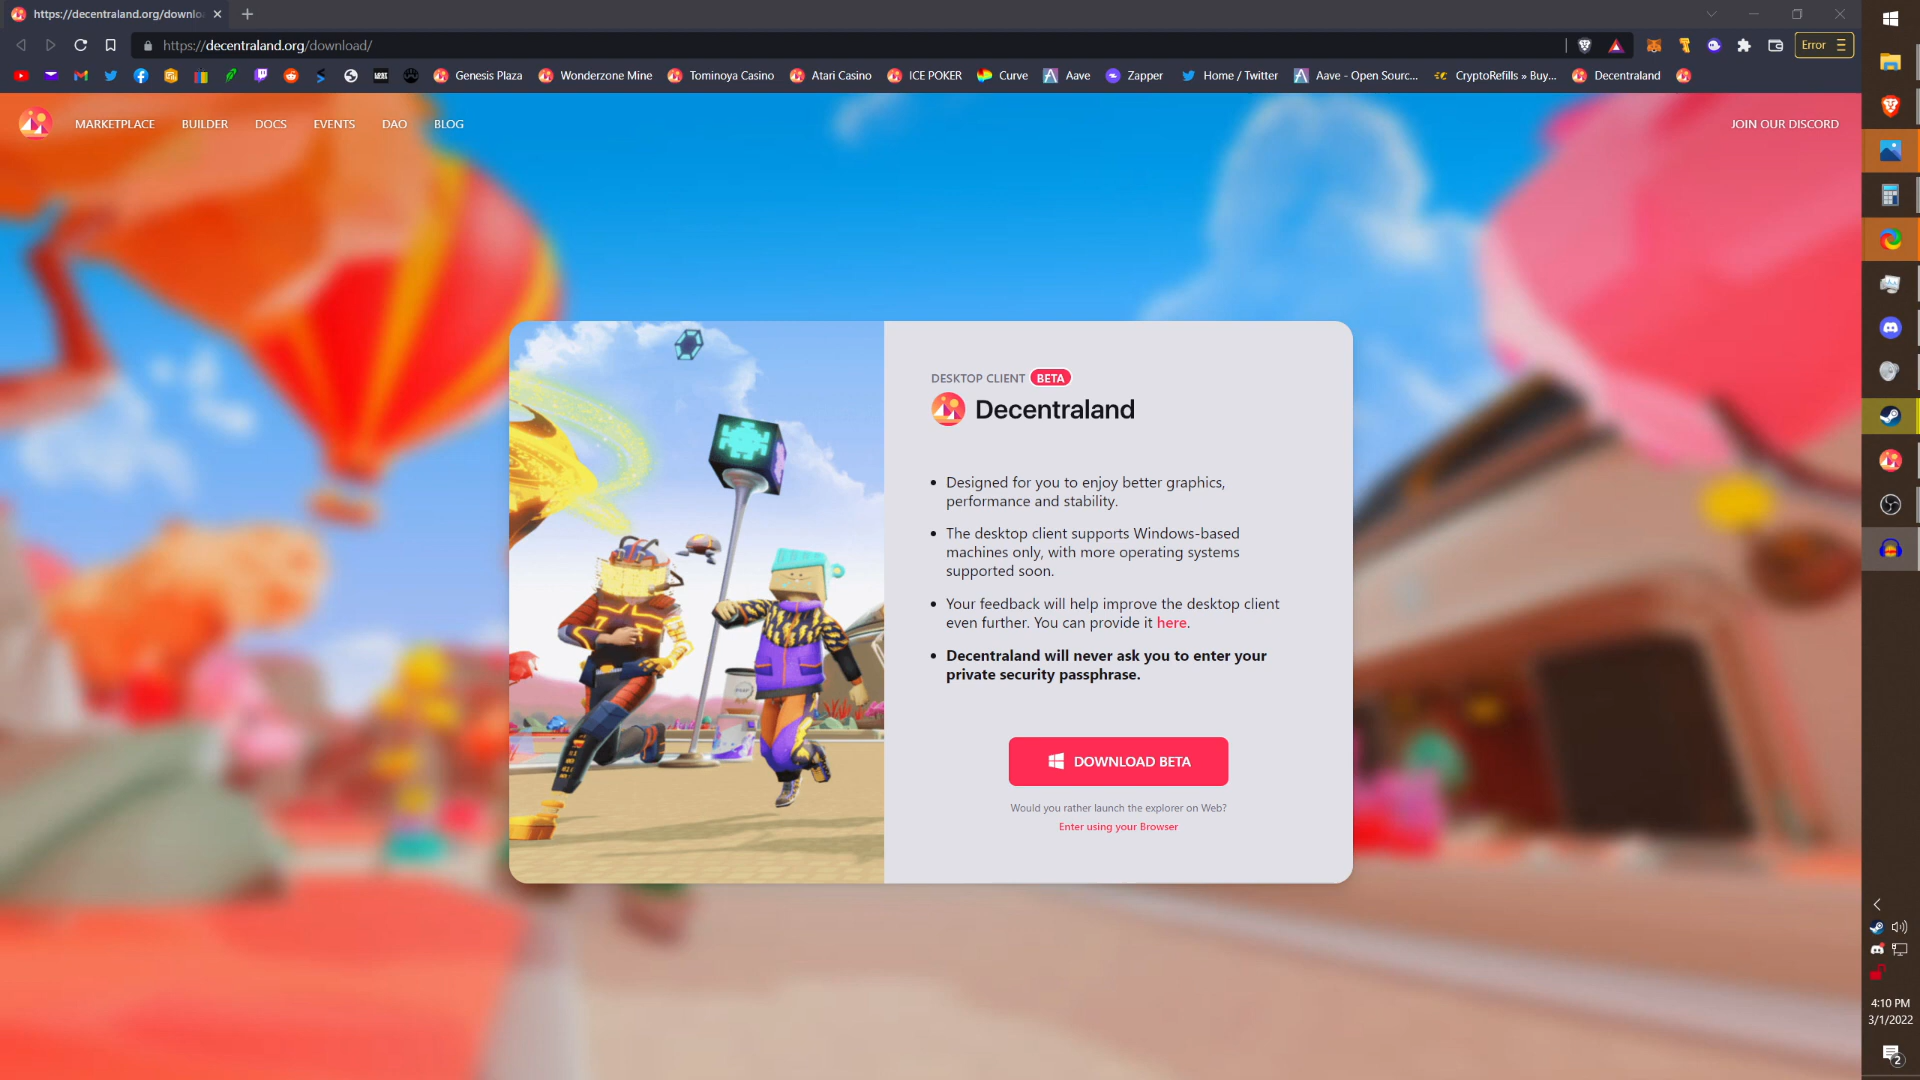 https://decentraland.org/downlo
https://decentraland.org/download/
Error
Genesis Plaza
Wonderzone Mine
Tominoya Casino
Atari Casino
ICE POKER
Curve
Aave
Zapper
Home / Twitter
Aave - Open Sourc...
CryptoRefills » Buy...
Decentraland
MARKETPLACE
BUILDER
DOCS
EVENTS
DAO
BLOG
JOIN OUR DISCORD
DESKTOP CLIENT BETA
Decentraland
• Designed for you to enjoy better graphics,
performance and stability.
• The desktop client supports Windows-based
machines only, with more operating systems
supported soon.
• Your feedback will help improve the desktop client
even further. You can provide it here.
• Decentraland will never ask you to enter your
private security passphrase.
DOWNLOAD BETA
Would you rather launch the explorer on Web?
Enter using your Browser
4:10 PM
3/1/2022
2